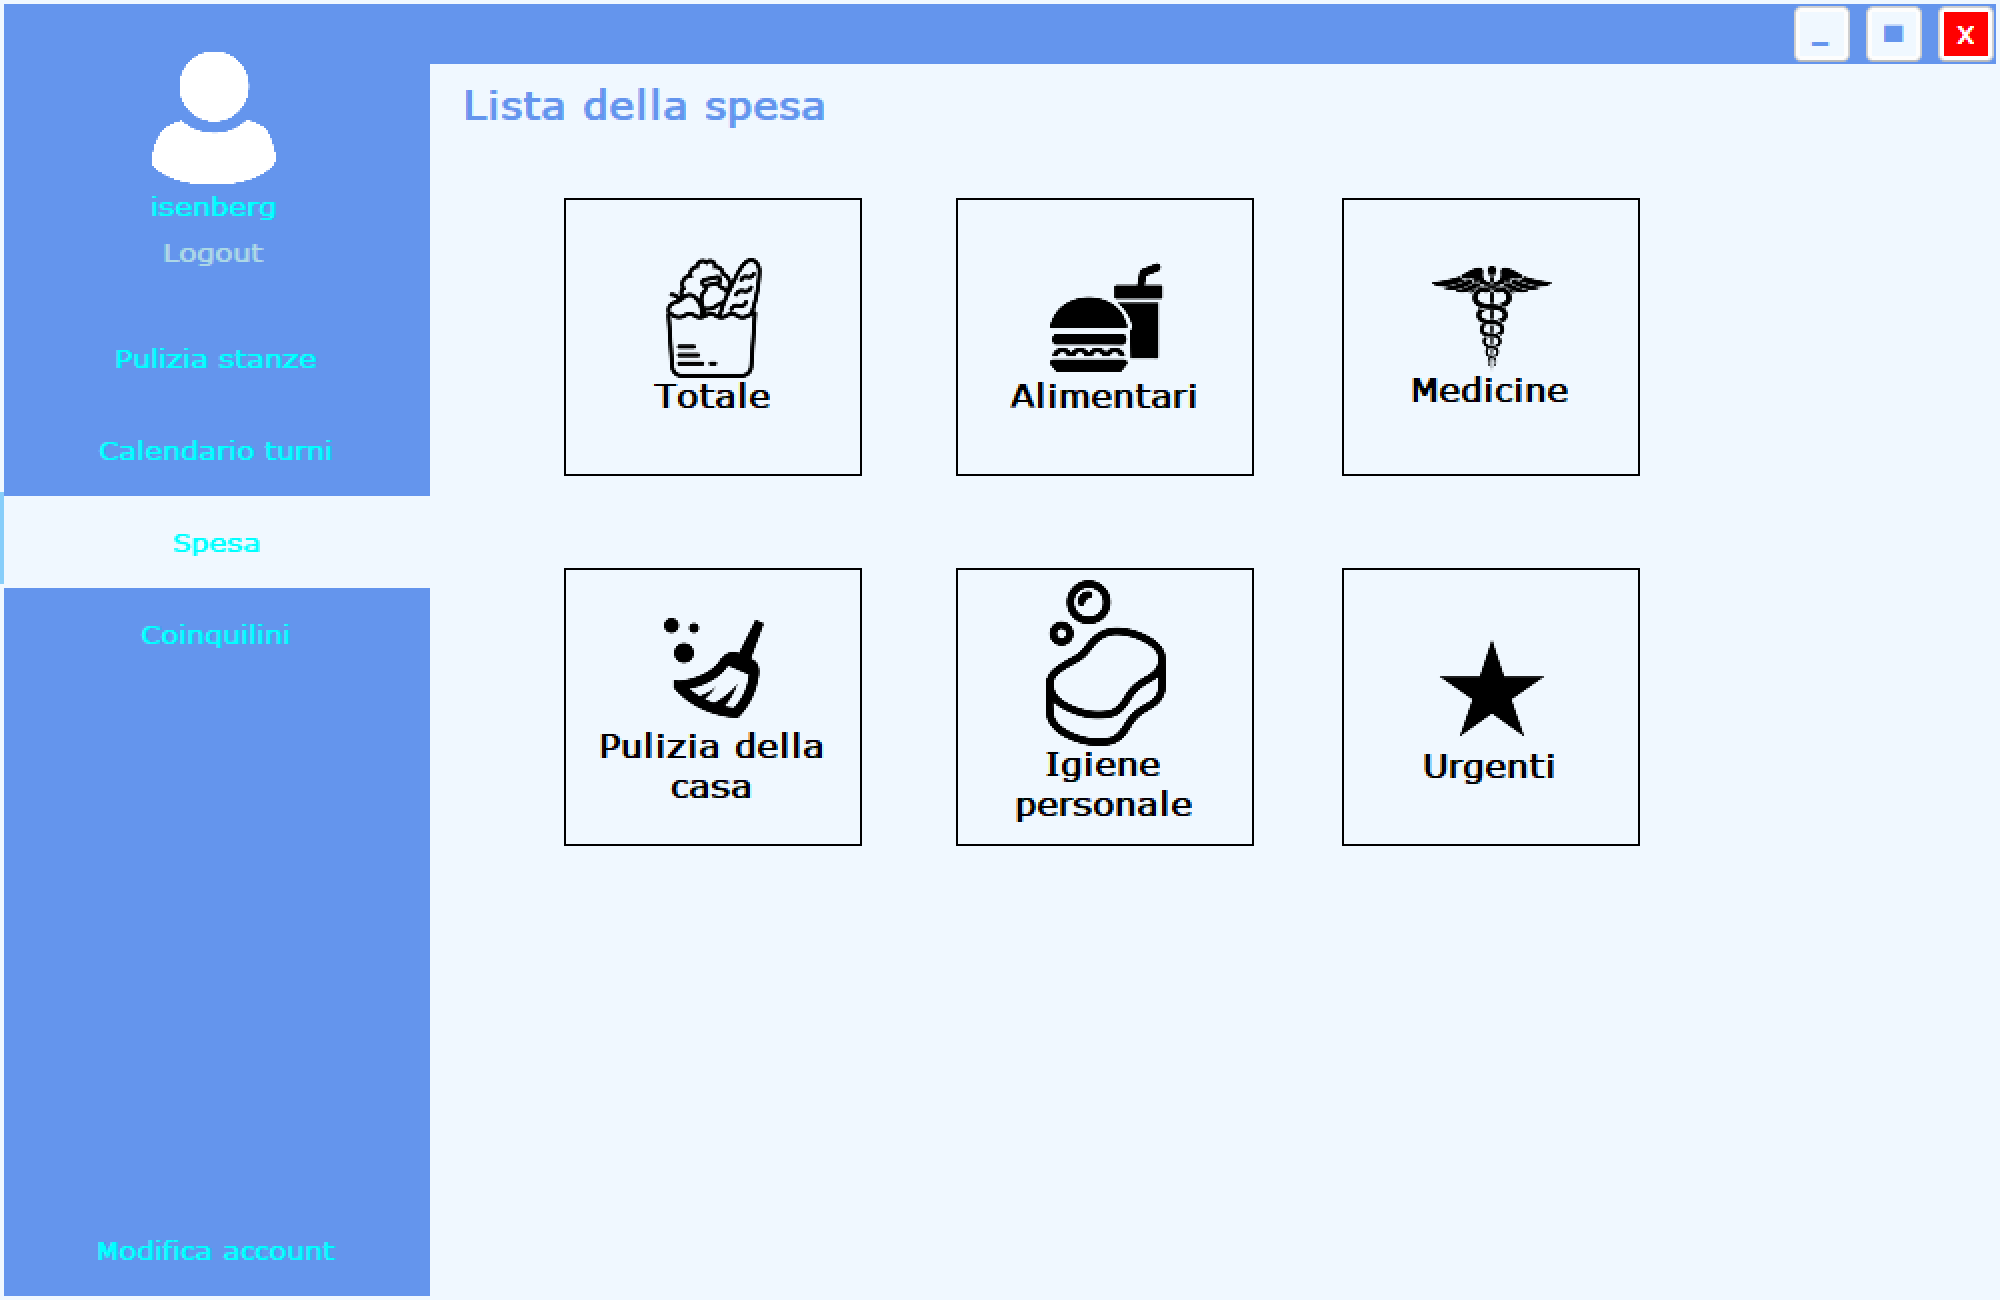 X
isenberg
Logout
Pulizia stanze
Calendario turni
Spesa
Coinquilini
Modifica account
Lista della spesa
Totale
Alimentari
Medicine
Pulizia della
casa
Igiene
personale
Urgenti